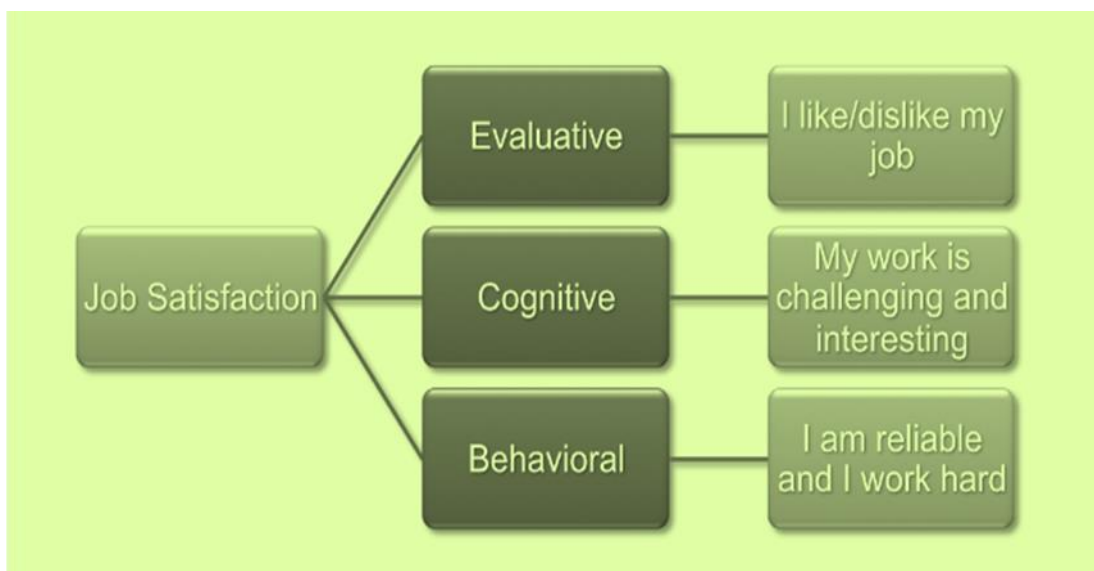 Job Satisfaction
Evaluative
I like/dislike my
job
Cognitive
My work is
challenging and
interesting
Behavioral
I am reliable
and I work hard